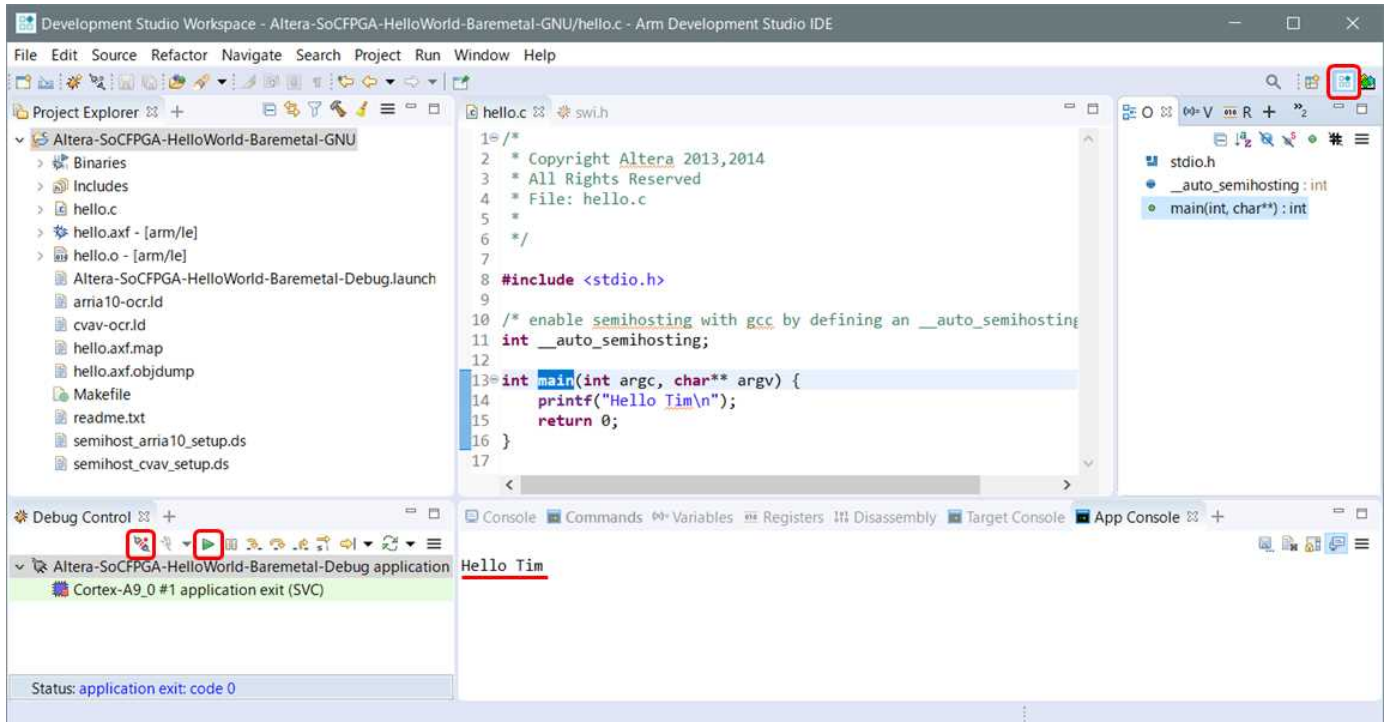 Development Studio Workspace - Altera-SoCFPGA-HelloWorld-Baremetal-GNU/hello.c - Arm Development Studio IDE
File Edit Source Refactor Navigate Search Project Run Window Help
Project Explorer
Altera-SoCFPGA-HelloWorld-Baremetal-GNU
Binaries
Includes
hello.c
hello.axf - [arm/le]
hello.o - [arm/le]
Altera-SoCFPGA-HelloWorld-Baremetal-Debug.launch
arria10-ocr.ld
cvav-ocr.ld
hello.axf.map
hello.axf.objdump
Makefile
readme.txt
semihost_arria10_setup.ds
semihost_cvav_setup.ds
hello.c swi.h
1 /*
2 * Copyright Altera 2013,2014
3 * All Rights Reserved
4 * File: hello.c
5 *
6 */
7
8 #include <stdio.h>
9
10 /* enable semihosting with gcc by defining an __auto_semihosting
11 int __auto_semihosting;
12
13 int main(int argc, char** argv) {
14 printf("Hello Tim\n");
15 return 0;
16 }
17
O V R 2
stdio.h
__auto_semihosting : int
main(int, char**) : int
Debug Control
Altera-SoCFPGA-HelloWorld-Baremetal-Debug application
Cortex-A9_0 #1 application exit (SVC)
Status: application exit: code 0
Console Commands Variables Registers Disassembly Target Console App Console
Hello Tim